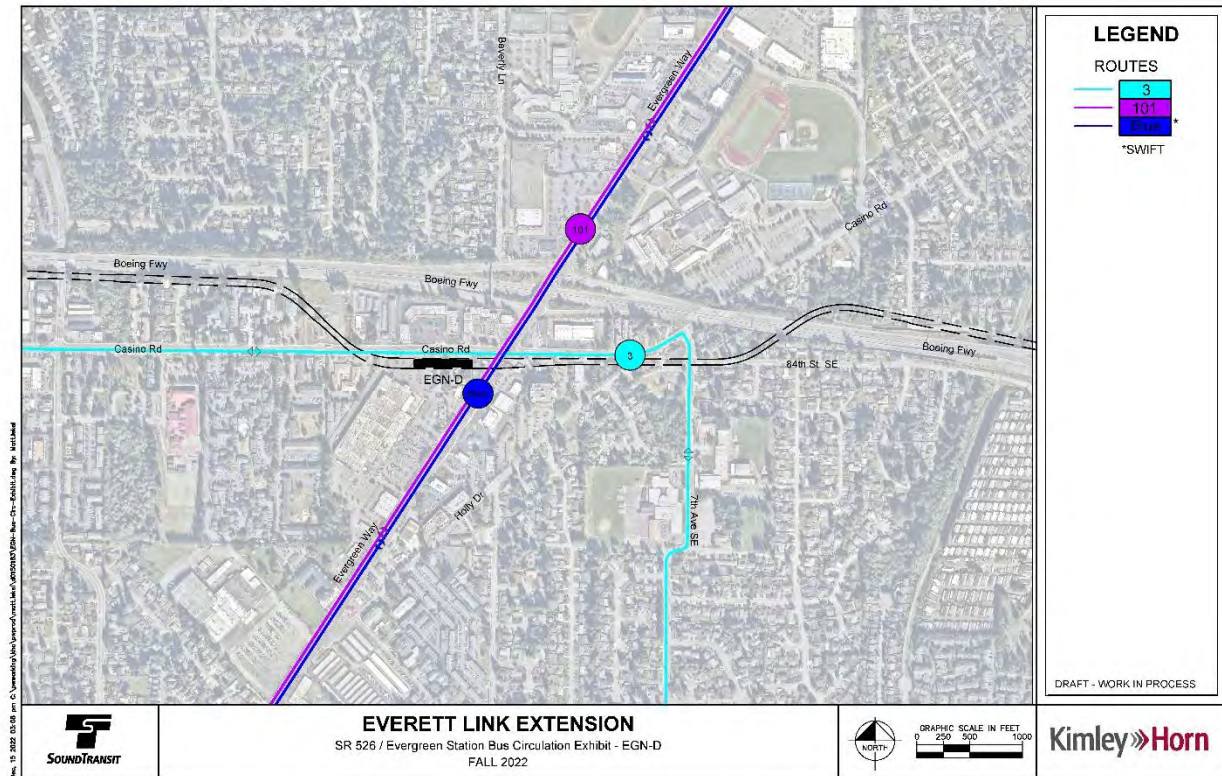 Beverly Ln
Evergreen Way
101
Casino Rd
Boeing Fwy
Boeing Fwy
Casino Rd
Casino Rd
3
Boeing Fwy
84th St SE
EGN-D
Holly Dr
7th Ave SE
Evergreen Way
LEGEND
ROUTES
3
101
Blue *
*SWIFT
DRAFT - WORK IN PROCESS
SOUNDTRANSIT
EVERETT LINK EXTENSION
SR 526 / Evergreen Station Bus Circulation Exhibit - EGN-D
FALL 2022
NORTH
GRAPHIC SCALE IN FEET
0 250 500 1000
Kimley»Horn